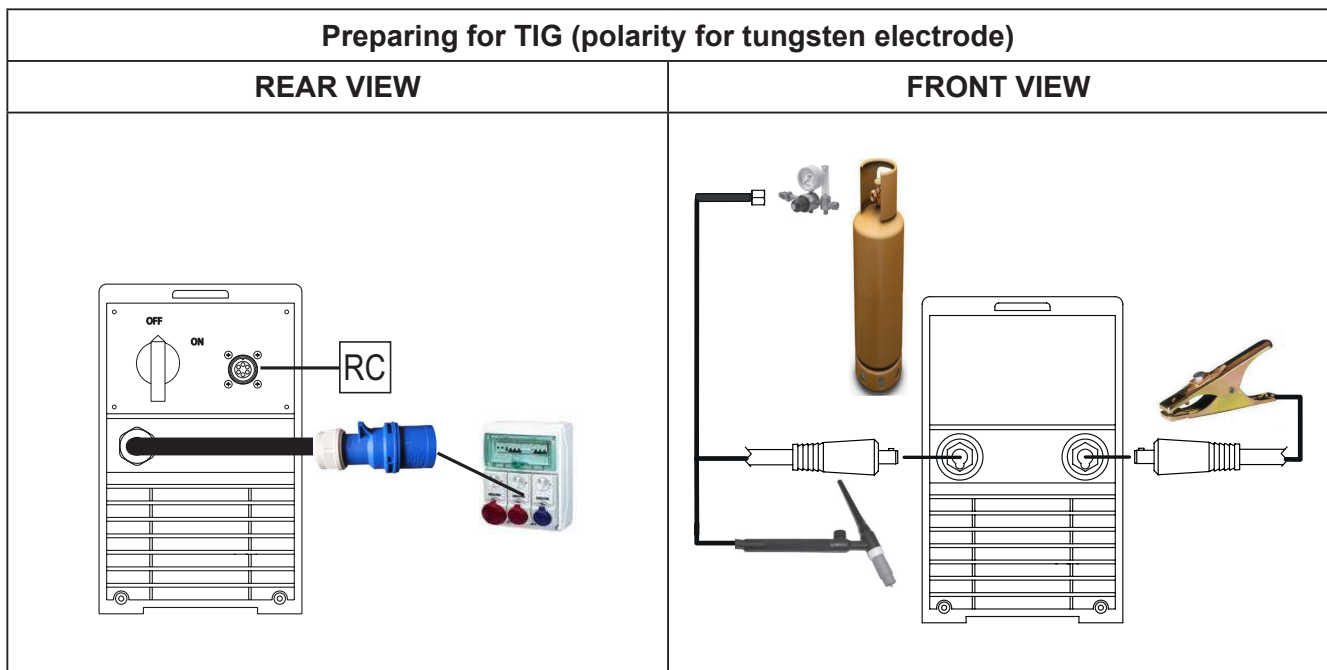 Preparing for TIG (polarity for tungsten electrode)
REAR VIEW
FRONT VIEW
OFF
ON
RC